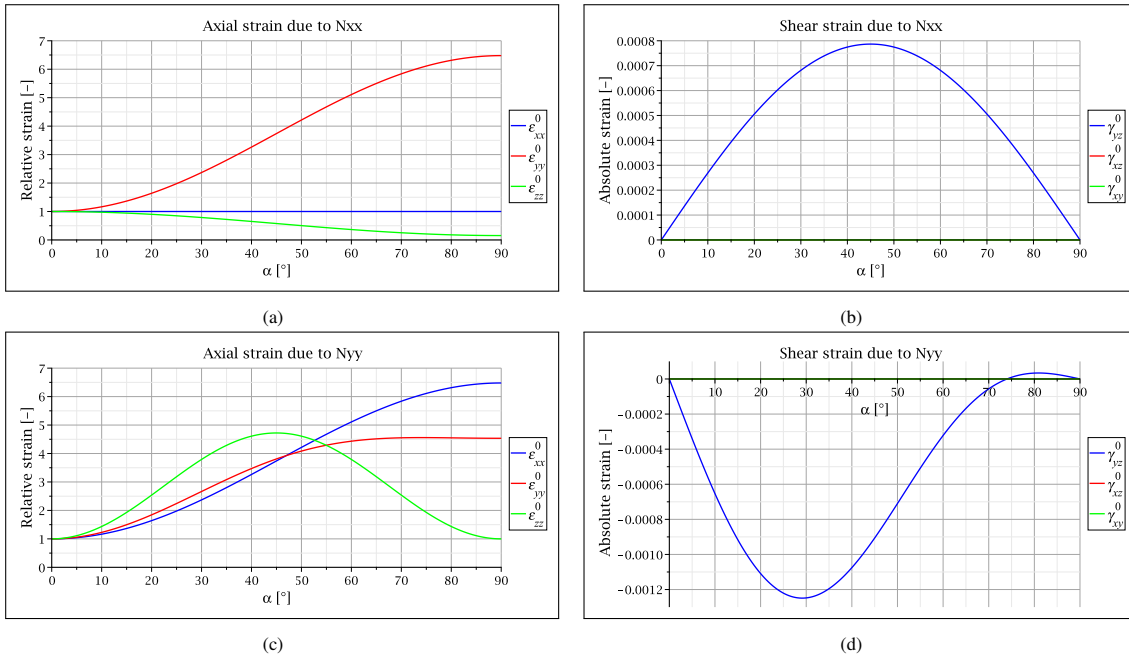 Axial strain due to Nxx
Relative strain [–]
7
6
5
4
3
2
1
0
0 10 20 30 40 50 60 70 80 90
α [°]
ε⁰xx
ε⁰yy
ε⁰zz
(a)
Shear strain due to Nxx
Absolute strain [–]
0.0008
0.0007
0.0006
0.0005
0.0004
0.0003
0.0002
0.0001
0
0 10 20 30 40 50 60 70 80 90
α [°]
γ⁰yz
γ⁰xz
γ⁰xy
(b)
Axial strain due to Nyy
Relative strain [–]
7
6
5
4
3
2
1
0
0 10 20 30 40 50 60 70 80 90
α [°]
ε⁰xx
ε⁰yy
ε⁰zz
(c)
Shear strain due to Nyy
Absolute strain [–]
0
10 20 30 40 50 60 70 80 90
α [°]
−0.0002
−0.0004
−0.0006
−0.0008
−0.0010
−0.0012
γ⁰yz
γ⁰xz
γ⁰xy
(d)